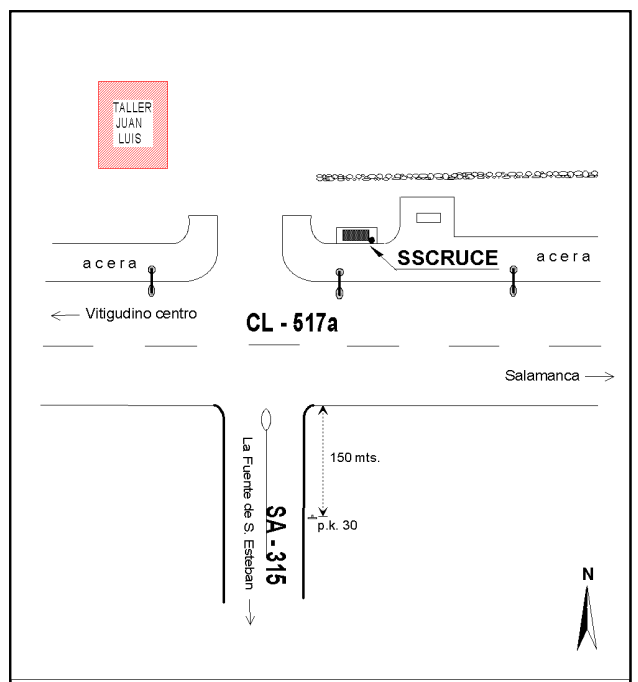 TALLER
JUAN
LUIS
acera
SSCRUCE
acera
Vitigudino centro
CL - 517a
Salamanca
150 mts.
La Fuente de S. Esteban
SA - 315
p.k. 30
N